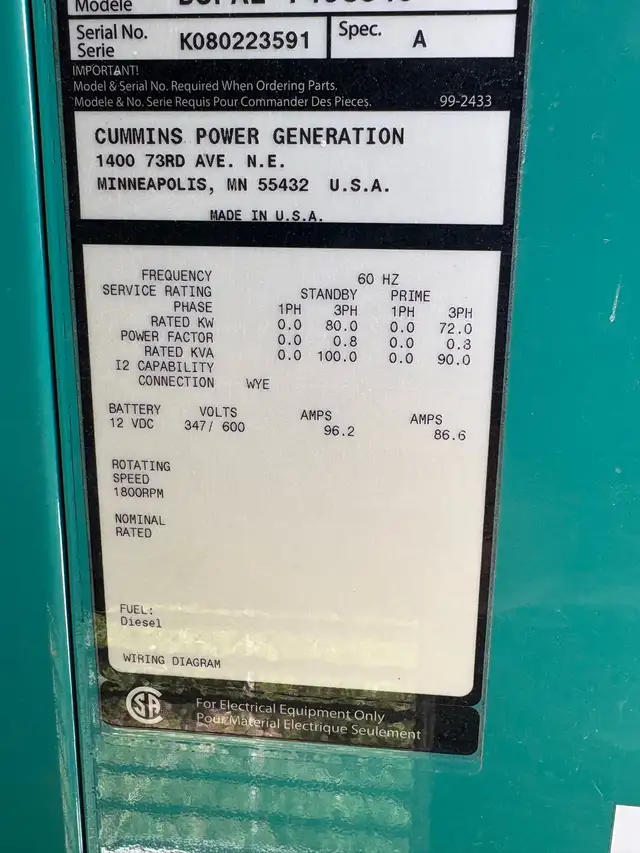 Modele
Serial No. K080223591 Spec. A
Serie
IMPORTANT!
Model & Serial No. Required When Ordering Parts.
Modele & No. Serie Requis Pour Commander Des Pieces. 99-2433
CUMMINS POWER GENERATION
1400 73RD AVE. N.E.
MINNEAPOLIS, MN 55432 U.S.A.
MADE IN U.S.A.
FREQUENCY 60 HZ
SERVICE RATING STANDBY PRIME
PHASE 1PH 3PH 1PH 3PH
RATED KW 0.0 80.0 0.0 72.0
POWER FACTOR 0.0 0.8 0.0 0.8
RATED KVA 0.0 100.0 0.0 90.0
I2 CAPABILITY
CONNECTION WYE
BATTERY VOLTS AMPS AMPS
12 VDC 347/ 600 96.2 86.6
ROTATING
SPEED
1800RPM
NOMINAL
RATED
FUEL:
Diesel
WIRING DIAGRAM
CSA
For Electrical Equipment Only
Pour Material Electrique Seulement